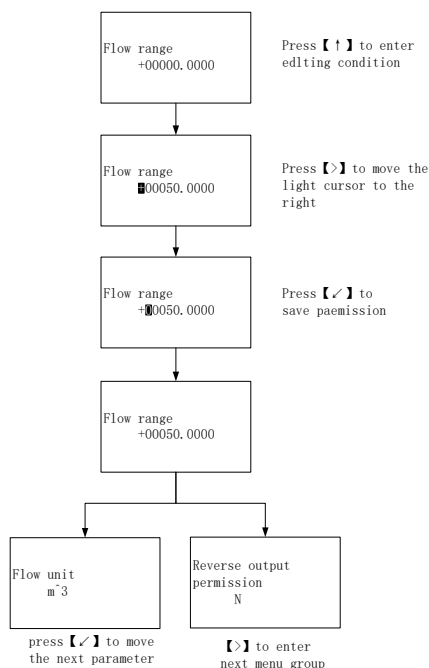 Flow range
+00000.0000
Press【↑】to enter
edlting condition
Flow range
+00050.0000
Press【>】to move the
light cursor to the
right
Flow range
+00050.0000
Press【↙】to
save paemission
Flow range
+00050.0000
Flow unit
m^3
press【↙】to move
the next parameter
Reverse output
permission
N
【>】to enter
next menu group